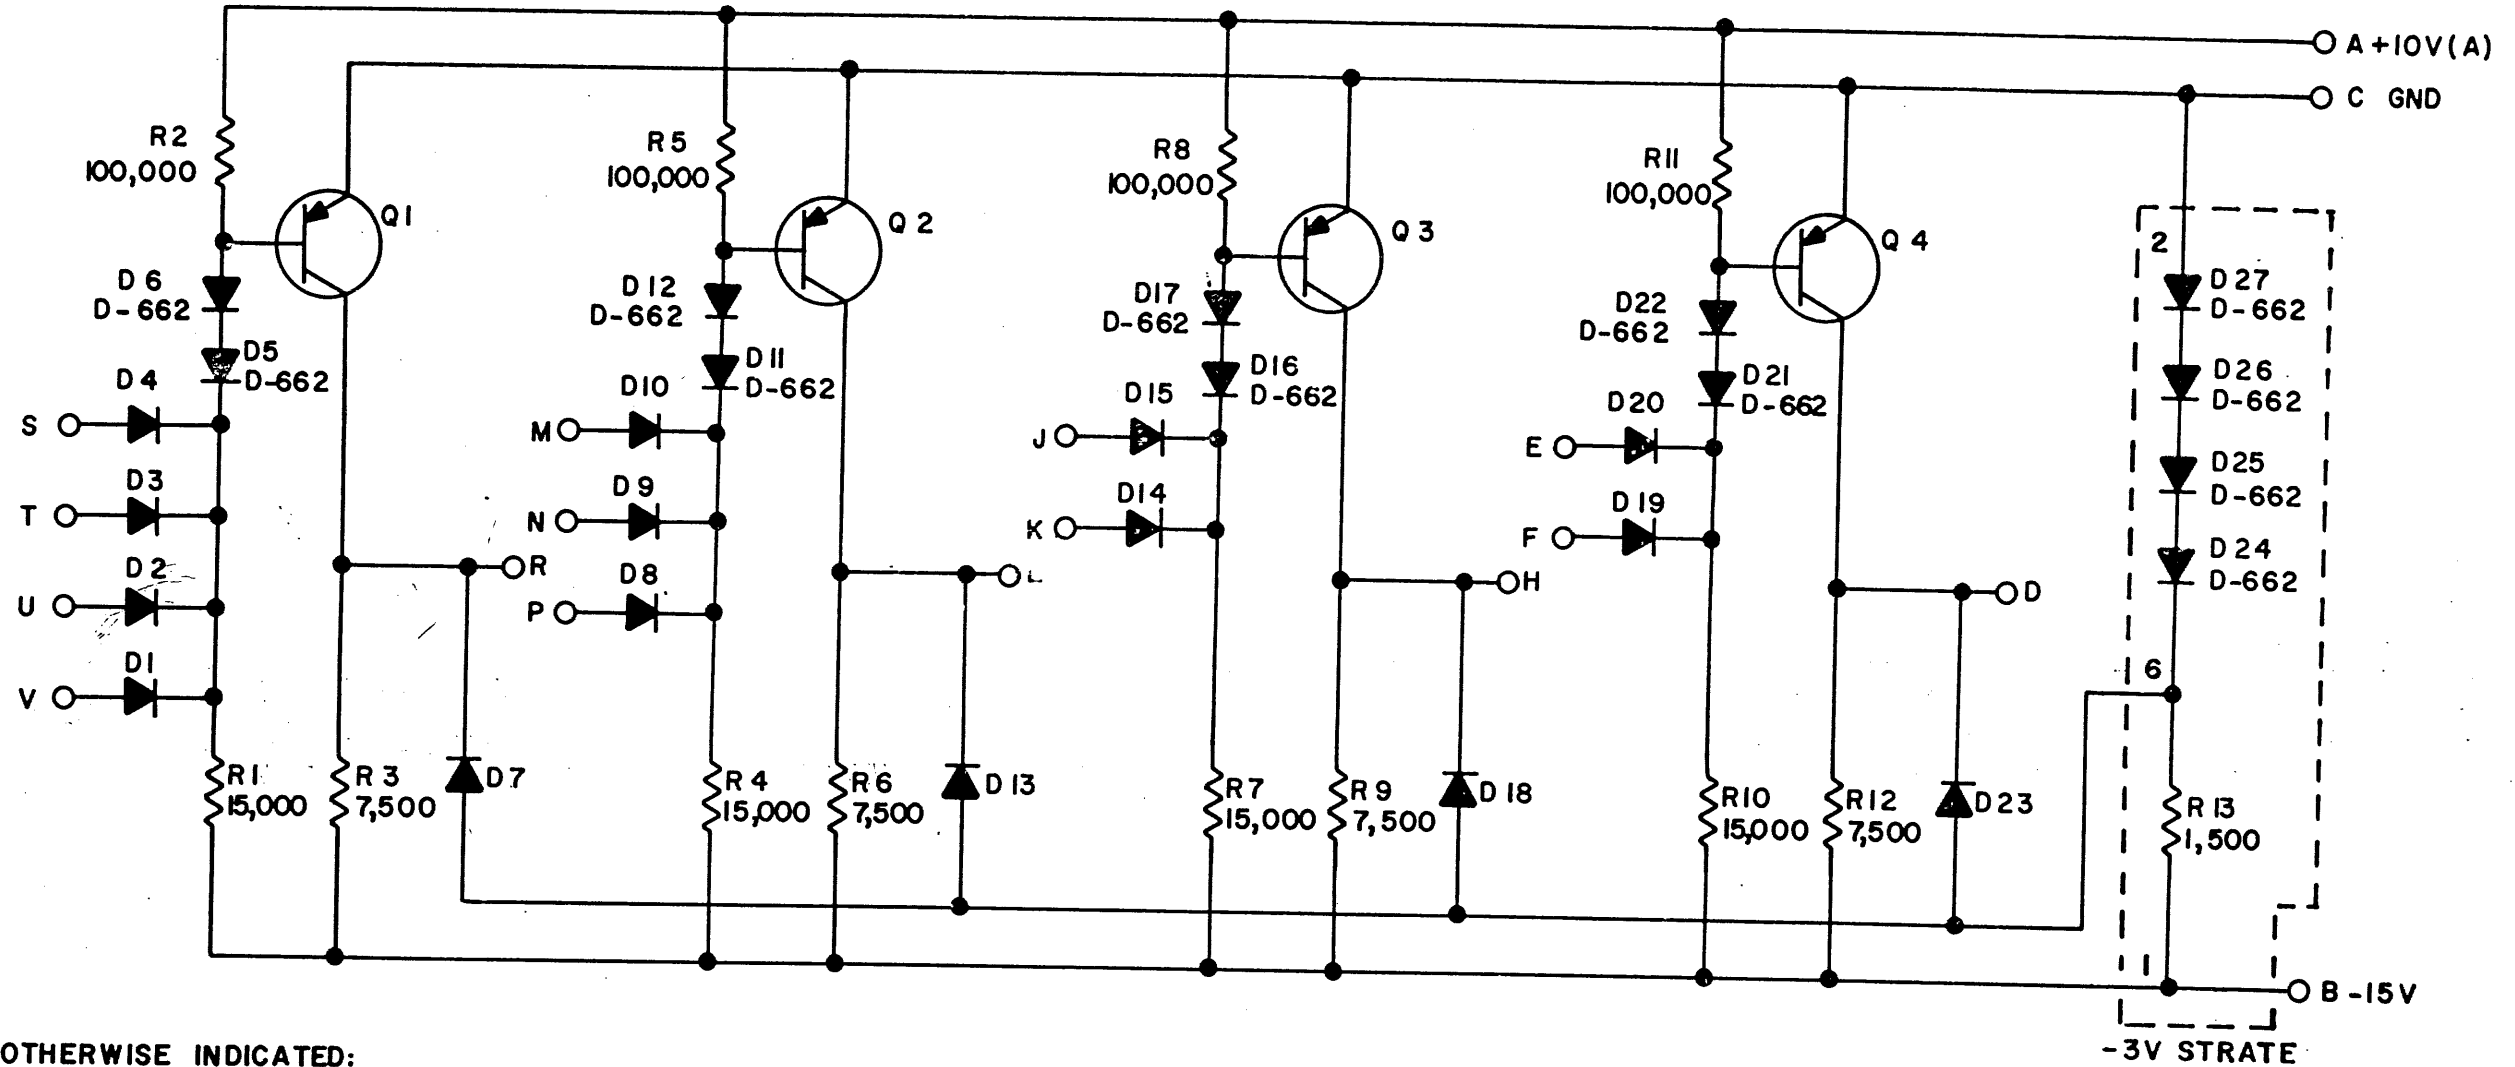 A +10V(A)
C GND
R2
100,000
Q1
R5
100,000
Q2
R8
100,000
Q3
R11
100,000
Q4
2
D6
D-662
D5
D-662
D4
S
D3
T
D2
U
D1
V
R
R1
15,000
R3
7,500
D7
D12
D-662
D11
D-662
D10
M
D9
N
D8
P
R4
15,000
R6
7,500
D13
D17
D-662
D16
D-662
D15
J
D14
K
H
R7
15,000
R9
7,500
D18
D22
D-662
D21
D-662
D20
E
D19
F
D
R10
15,000
R12
7,500
D23
D27
D-662
D26
D-662
D25
D-662
D24
D-662
6
R13
1,500
1
B -15V
-3V STRATE
OTHERWISE INDICATED: